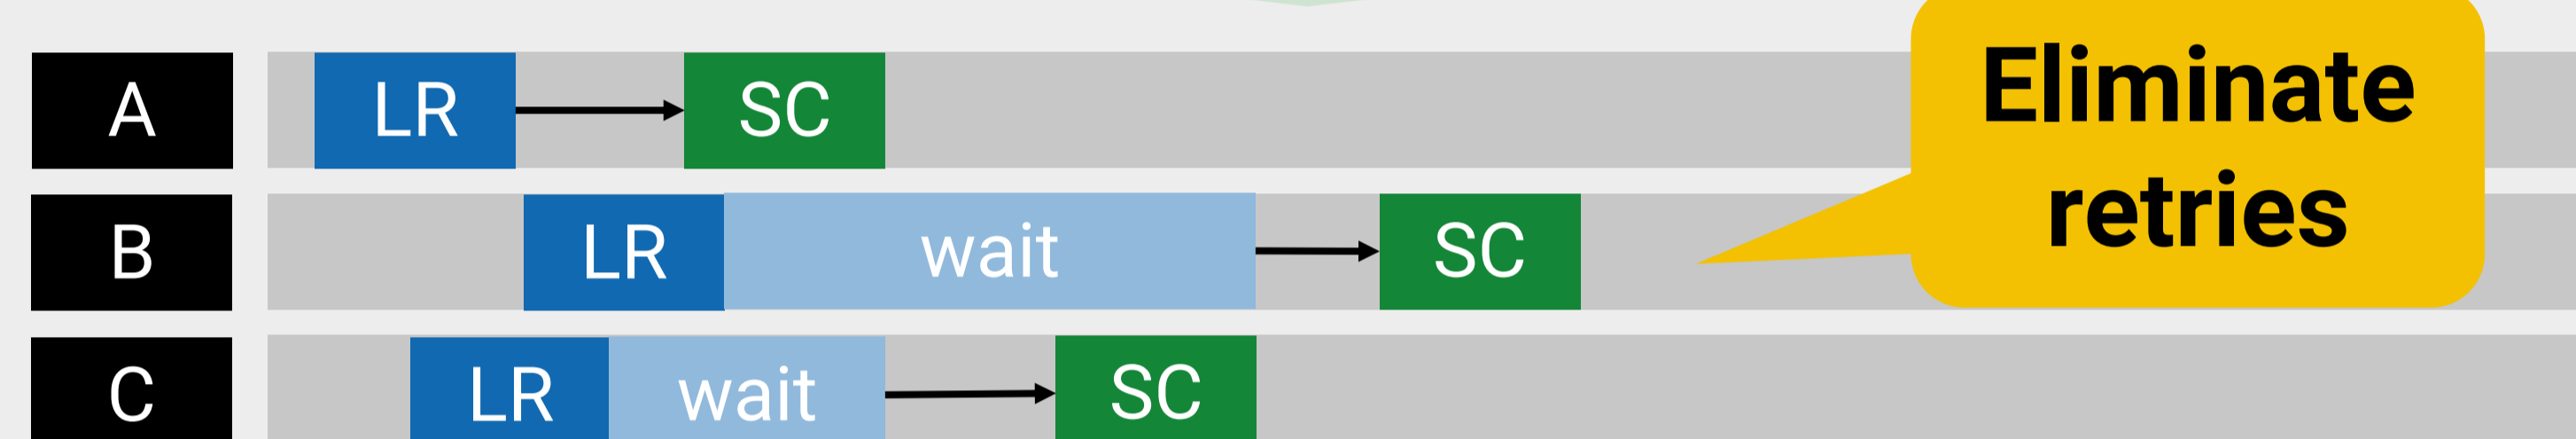 A LR SC
Eliminate
retries
B LR wait SC
C LR wait SC